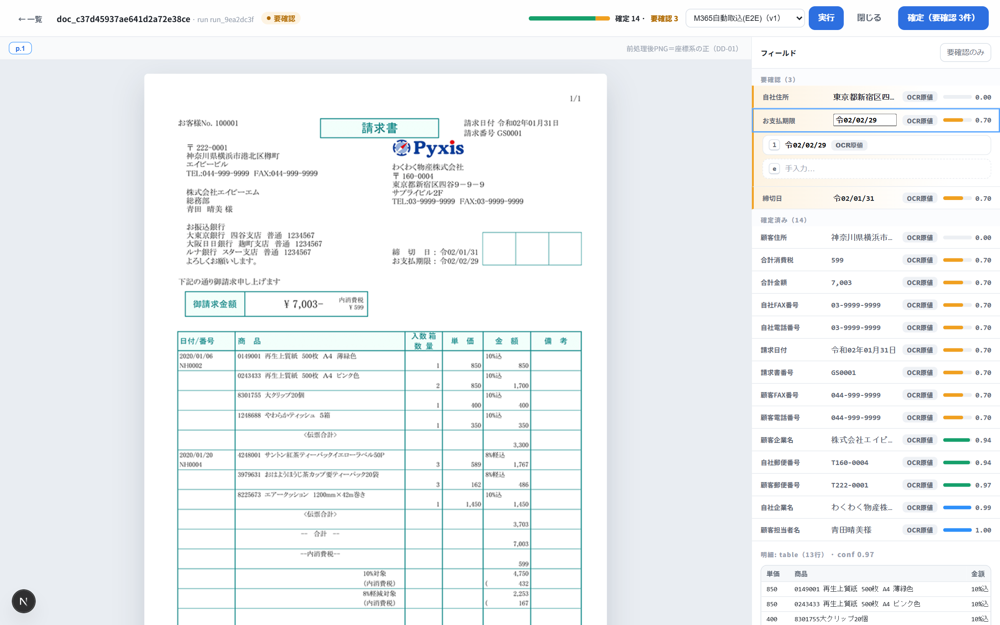 ←一覧 doc_c37d45937ae641d2a72e38ce · run run_9ea2dc3f 要確認 確定 14 · 要確認 3 M365自動取込(E2E)（v1） 実行 閉じる 確定（要確認 3件）
p.1 前処理後PNG＝座標系の正（DD-01）
1/1
お客様No. 100001
請求書
請求日付 令和02年01月31日
請求番号 GS0001
〒 222-0001
神奈川県横浜市港北区樽町
エイビービル
TEL:044-999-9999 FAX:044-999-9999
株式会社エイビーエム
総務部
青田 晴美 様
Pyxis
わくわく物産株式会社
〒 160-0004
東京都新宿区四谷９－９－９
サプライビル2F
TEL:03-9999-9999 FAX:03-9999-9999
お振込銀行
大東京銀行 四谷支店 普通 1234567
大阪日日銀行 麹町支店 普通 1234567
ルナ銀行 スター支店 普通 1234567
よろしくお願いします。
締 切 日 : 令02/01/31
お支払期限 : 令02/02/29
下記の通り御請求申し上げます
御請求金額 ¥ 7,003− 内消費税
¥ 599
日付/番号 商 品 入数 箱 単 価 金 額 備 考
数 量
2020/01/06 0149001 再生上質紙 500枚 A4 薄緑色 10%込
NH0002 1 850 850
0243433 再生上質紙 500枚 A4 ピンク色 10%込
2 850 1,700
8301755 大クリップ20個 10%込
1 400 400
1248688 やわらかティッシュ 5箱 10%込
1 350 350
<伝票合計>
3,300
2020/01/20 4248001 サントン紅茶ティーバックイエローラベル50P 8%軽込
NH0004 3 589 1,767
3979631 おはようほうじ茶カップ要ティーパック20袋 8%軽込
3 162 486
8225673 エアークッション 1200mm×42m巻き 10%込
1 1,450 1,450
<伝票合計>
3,703
−− 合計 −−
7,003
−−内消費税−−
599
10%対象 4,750
(内消費税) ( 432
8%軽減対象 2,253
(内消費税) ( 167
フィールド 要確認のみ
要確認（3）
自社住所 東京都新宿区四… OCR原値 0.00
お支払期限 令02/02/29 OCR原値 0.70
1 令02/02/29 OCR原値
e 手入力…
締切日 令02/01/31 OCR原値 0.70
確定済み（14）
顧客住所 神奈川県横浜市… OCR原値 0.00
合計消費税 599 OCR原値 0.70
合計金額 7,003 OCR原値 0.70
自社FAX番号 03-9999-9999 OCR原値 0.70
自社電話番号 03-9999-9999 OCR原値 0.70
請求日付 令和02年01月31日 OCR原値 0.70
請求書番号 GS0001 OCR原値 0.70
顧客FAX番号 044-999-9999 OCR原値 0.70
顧客電話番号 044-999-9999 OCR原値 0.70
顧客企業名 株式会社エイビ… OCR原値 0.94
自社郵便番号 T160-0004 OCR原値 0.94
顧客郵便番号 T222-0001 OCR原値 0.97
自社企業名 わくわく物産株… OCR原値 0.99
顧客担当者名 青田晴美様 OCR原値 1.00
明細: table（13行）・conf 0.97
単価 商品 金額
850 0149001 再生上質紙 500枚 A4 薄緑色 10%込
850 0243433 再生上質紙 500枚 A4 ピンク色 10%込
400 8301755大クリップ20個 10%込
N